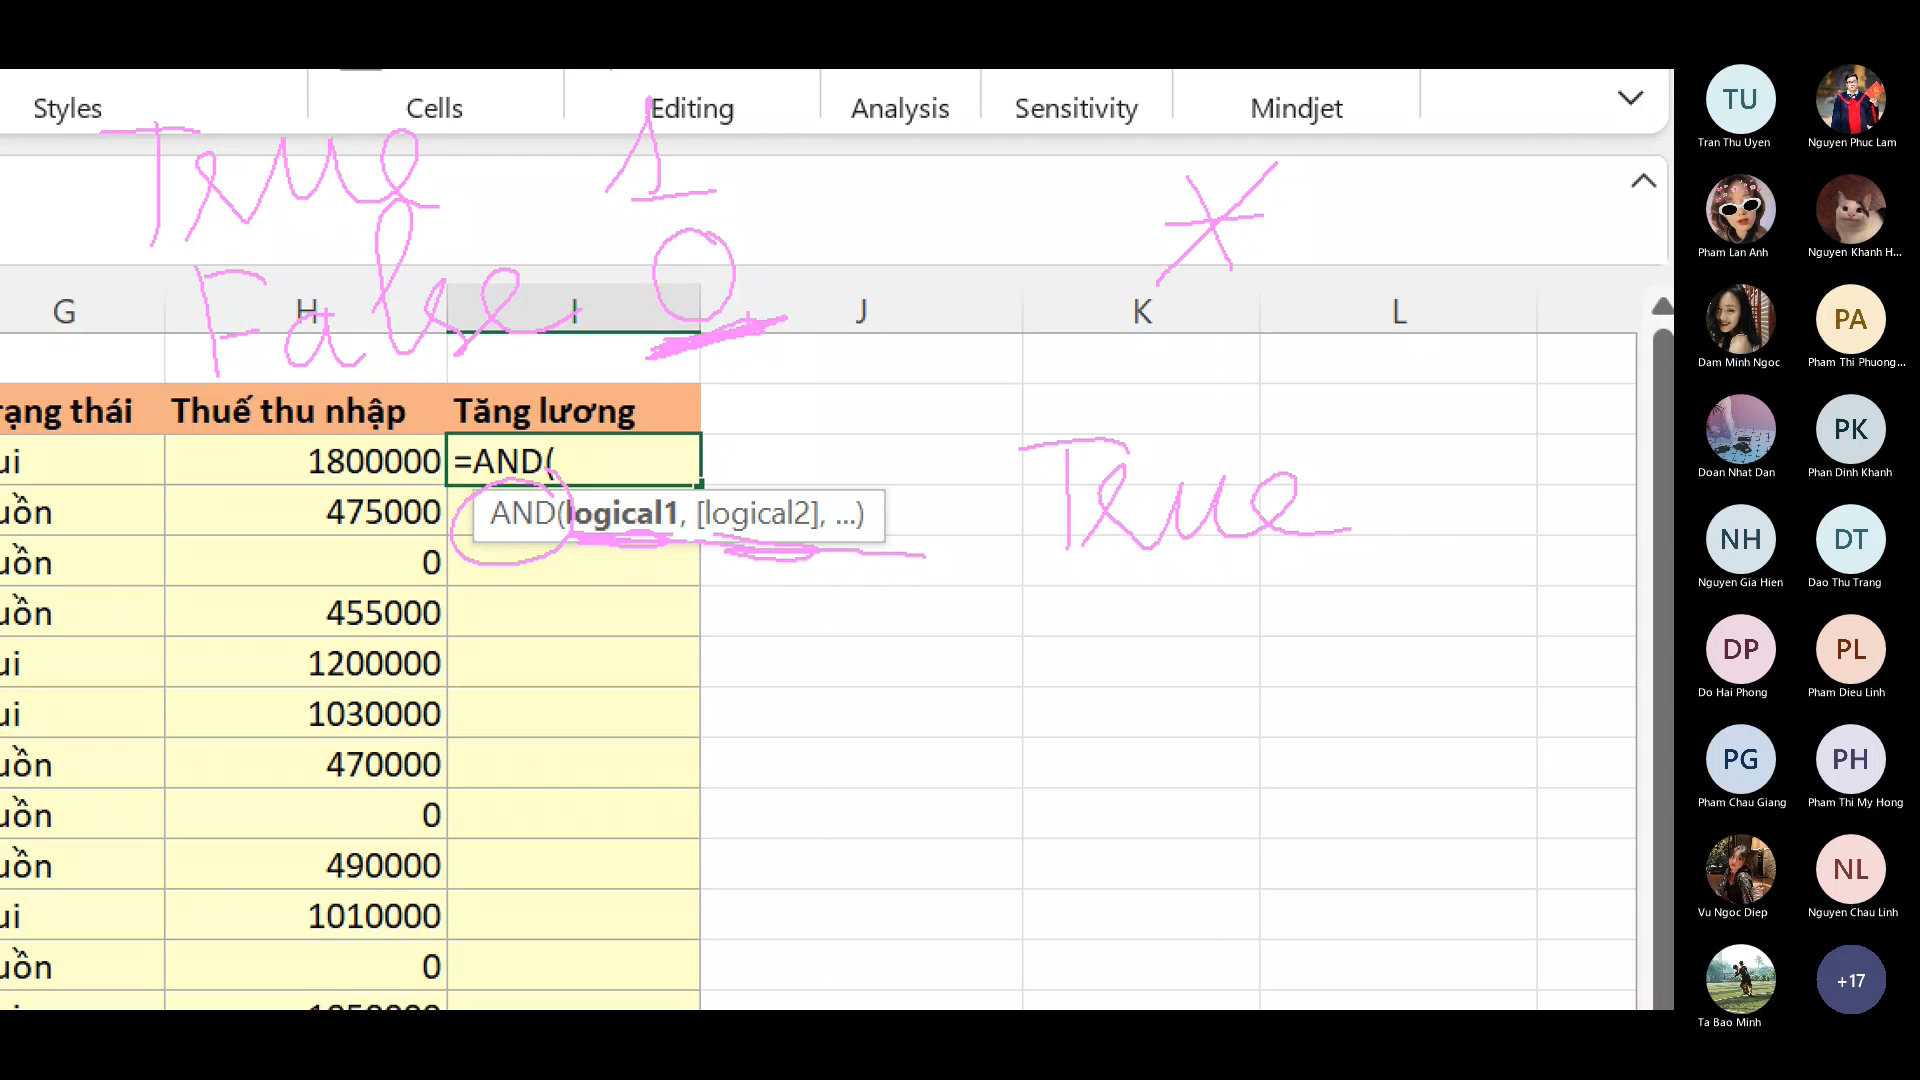 Styles Cells Editing Analysis Sensitivity Mindjet
True 1
*
False 0
G H I J K L
rạng thái Thuế thu nhập Tăng lương
ui 1800000 =AND(
AND(logical1, [logical2], ...)
True
uồn 475000
uồn 0
uồn 455000
ui 1200000
ui 1030000
uồn 470000
uồn 0
uồn 490000
ui 1010000
uồn 0
TU
Tran Thu Uyen Nguyen Phuc Lam
Pham Lan Anh Nguyen Khanh H...
PA
Dam Minh Ngoc Pham Thi Phuong...
PK
Doan Nhat Dan Phan Dinh Khanh
NH DT
Nguyen Gia Hien Dao Thu Trang
DP PL
Do Hai Phong Pham Dieu Linh
PG PH
Pham Chau Giang Pham Thi My Hong
NL
Vu Ngoc Diep Nguyen Chau Linh
+17
Ta Bao Minh